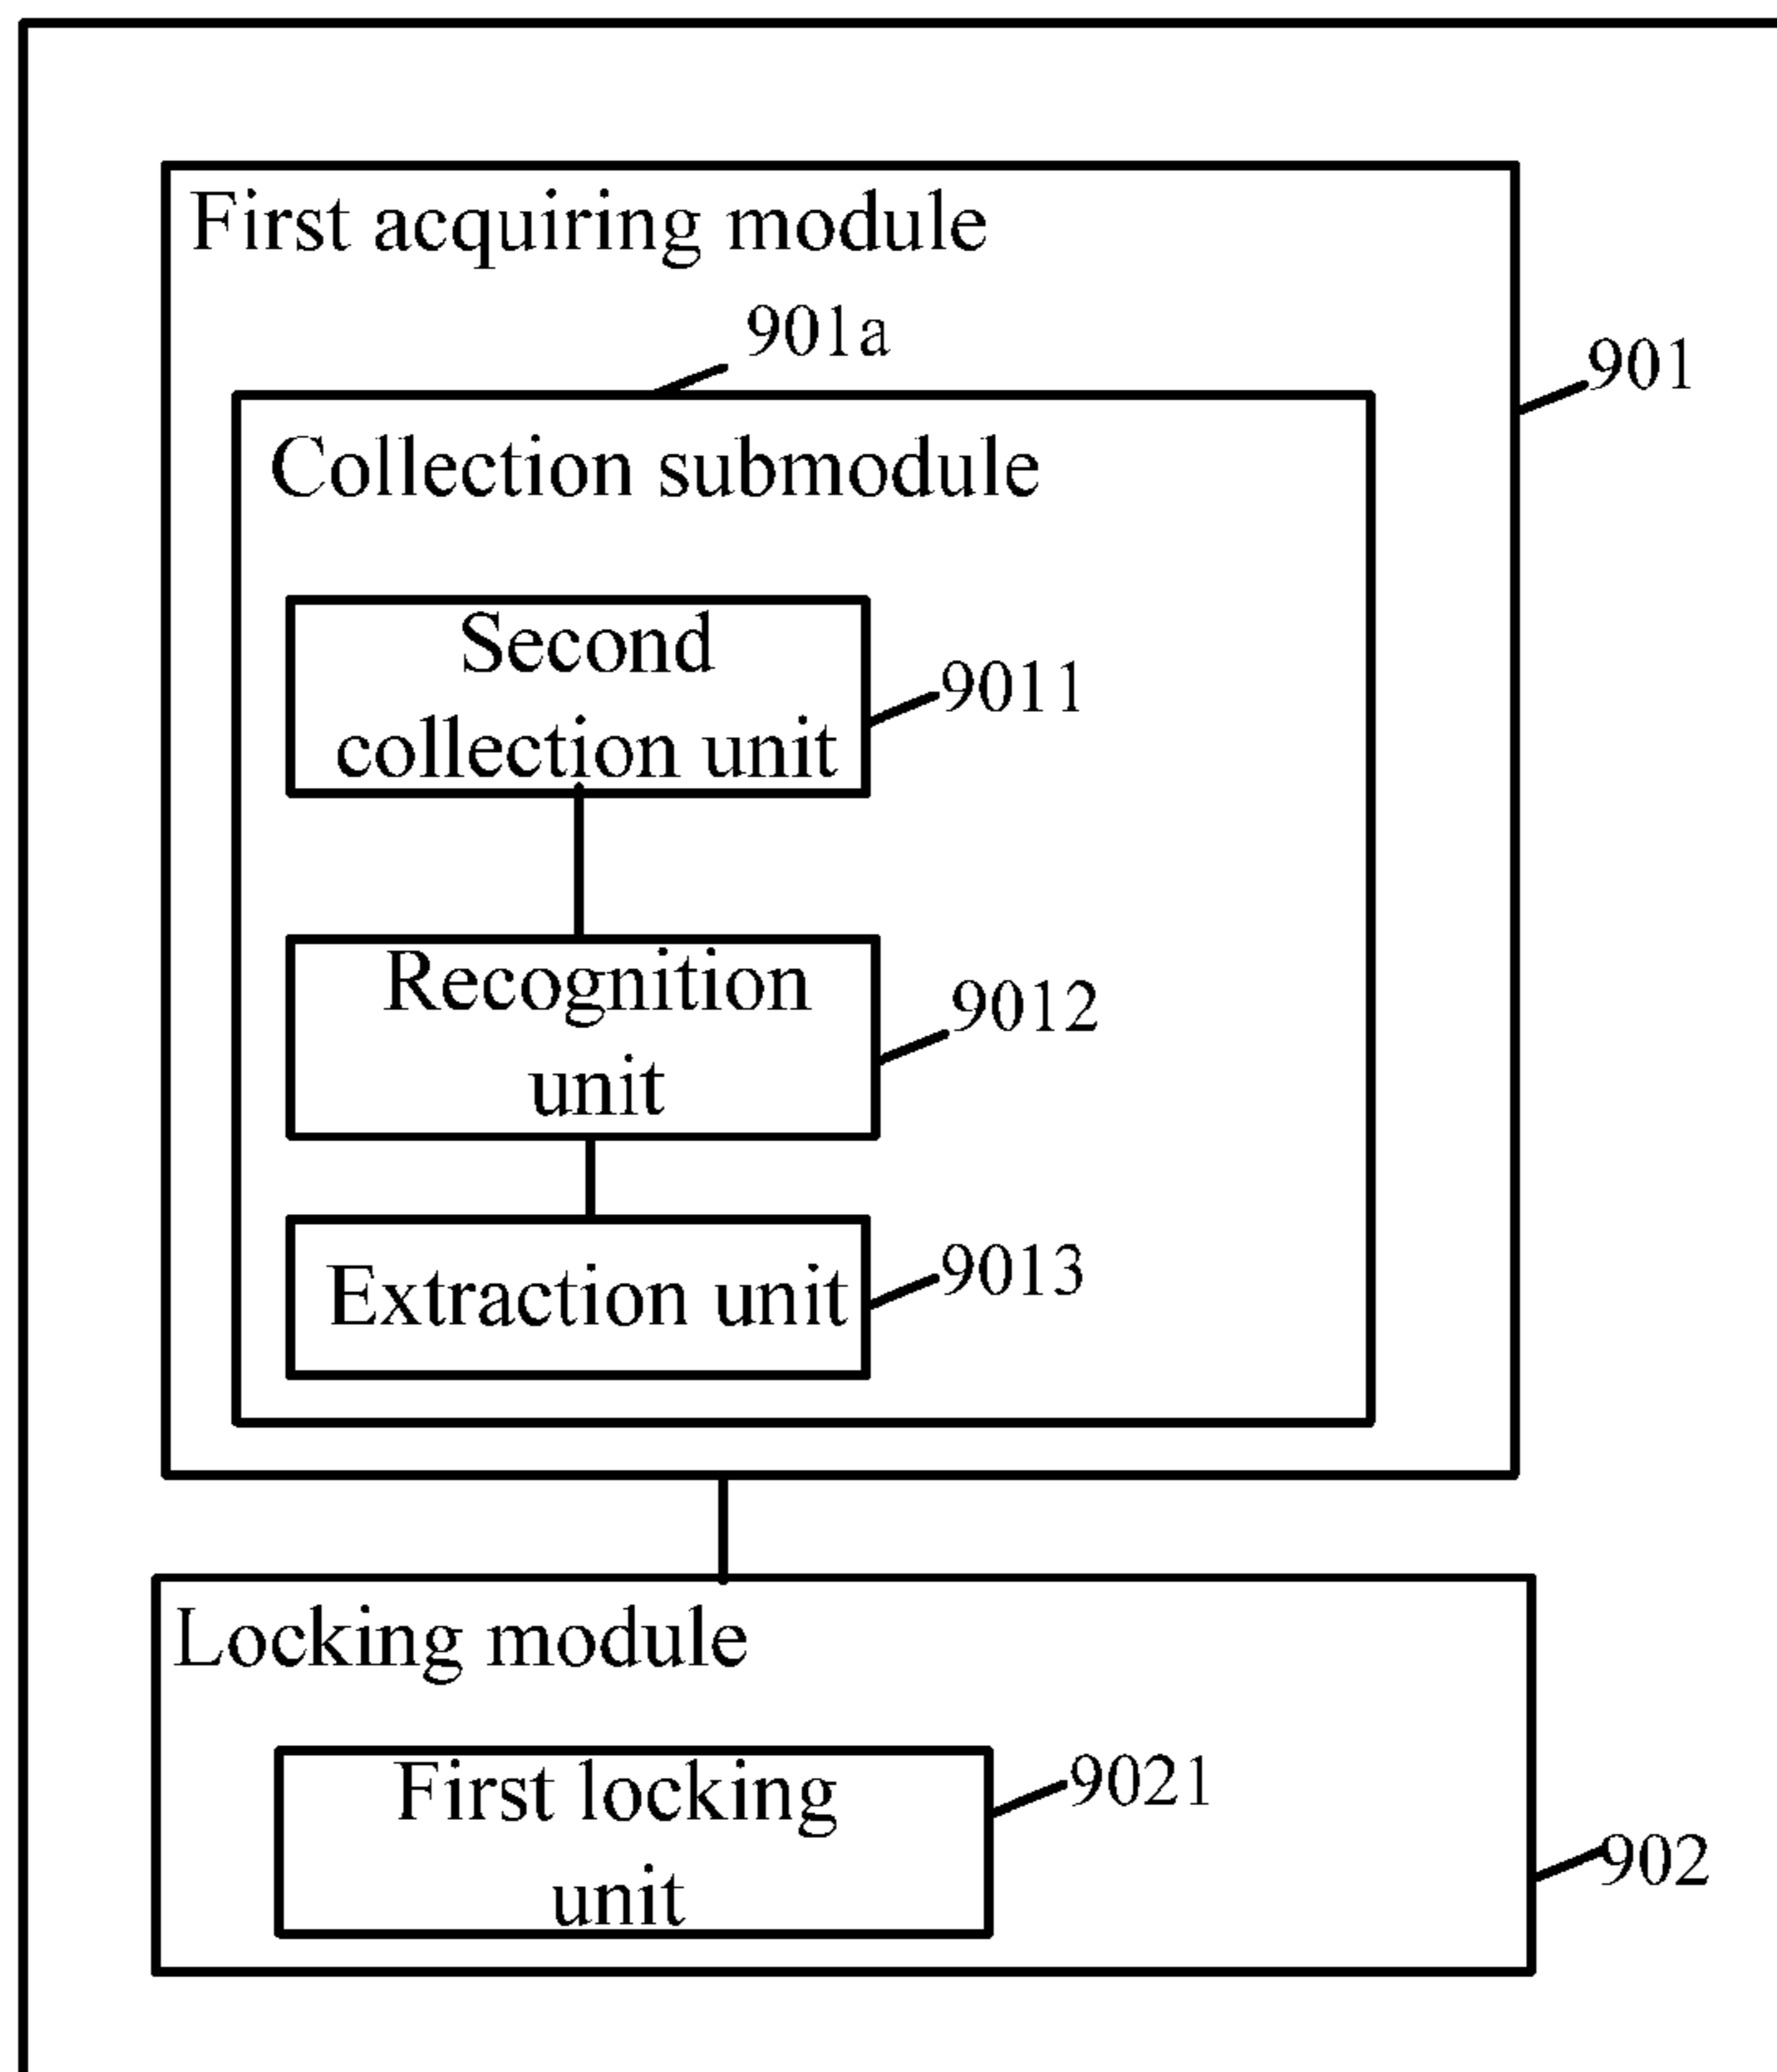 First acquiring module
901a
901
Collection submodule
Second
collection unit
9011
Recognition
unit
9012
Extraction unit
9013
Locking module
First locking
unit
9021
902